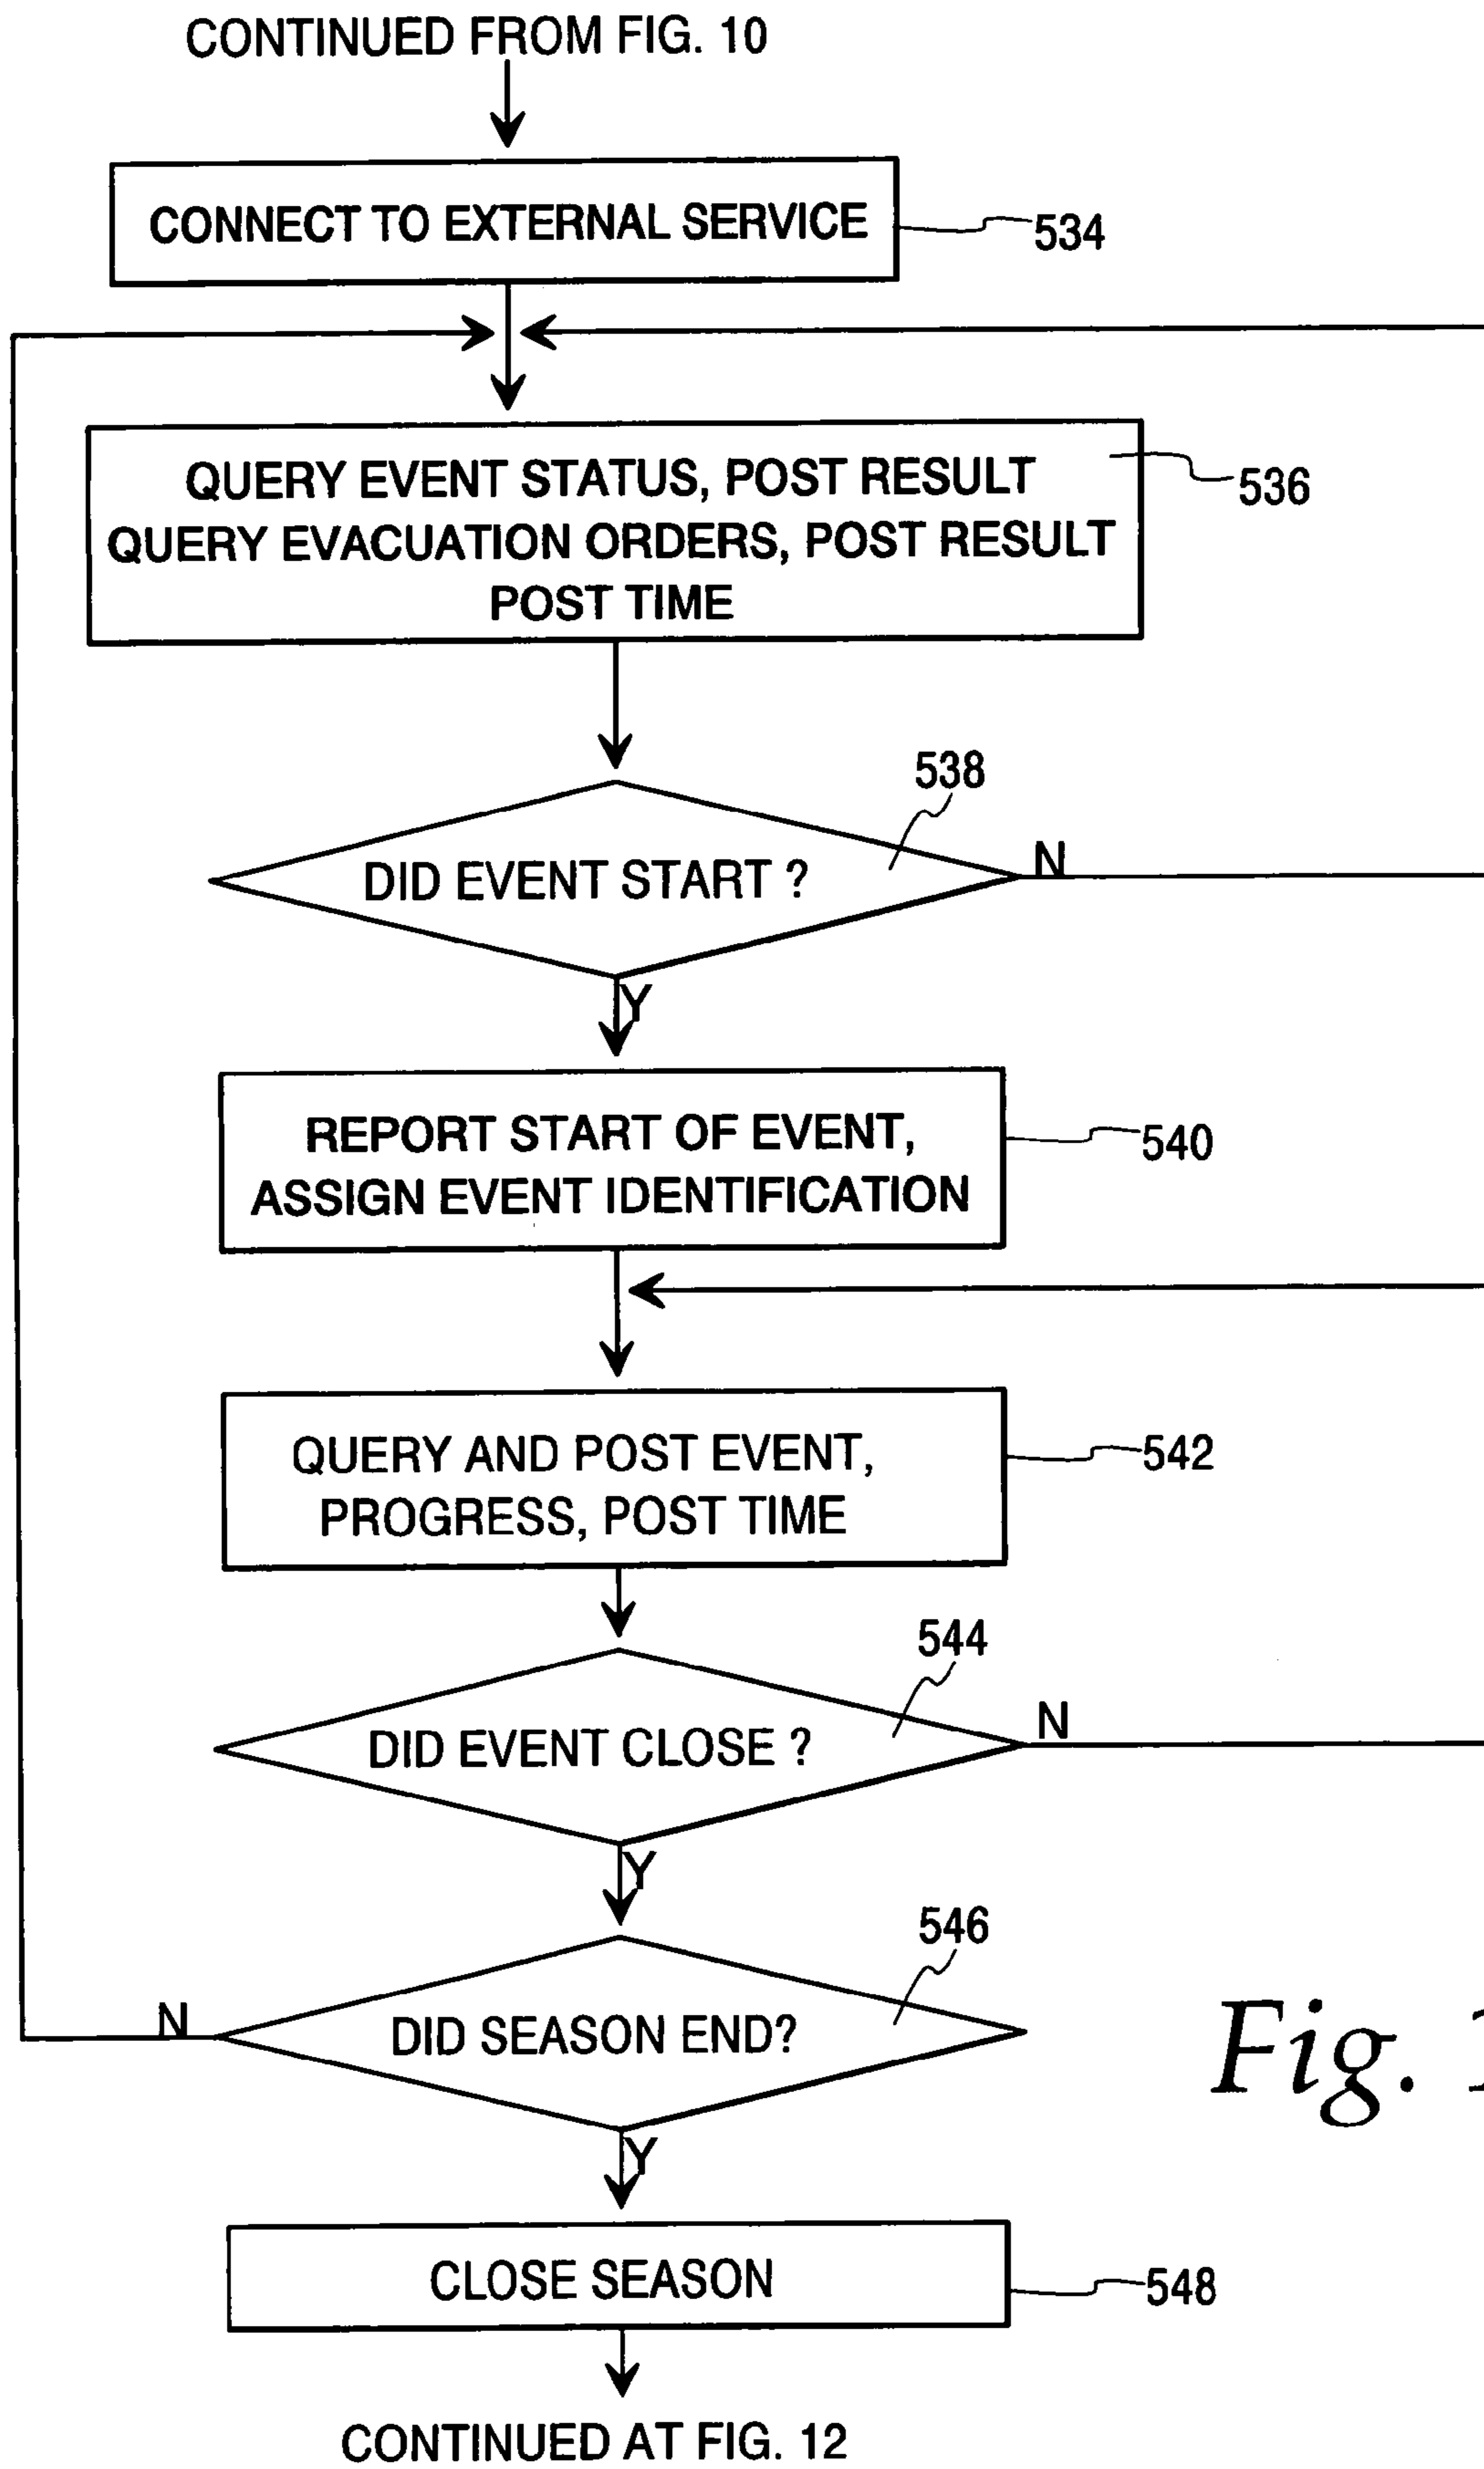 CONTINUED FROM FIG. 10
CONNECT TO EXTERNAL SERVICE
534
QUERY EVENT STATUS, POST RESULT
QUERY EVACUATION ORDERS, POST RESULT
POST TIME
536
538
DID EVENT START ?
N
Y
REPORT START OF EVENT,
ASSIGN EVENT IDENTIFICATION
540
QUERY AND POST EVENT,
PROGRESS, POST TIME
542
544
DID EVENT CLOSE ?
N
Y
546
DID SEASON END?
N
Y
Fig.
CLOSE SEASON
548
CONTINUED AT FIG. 12